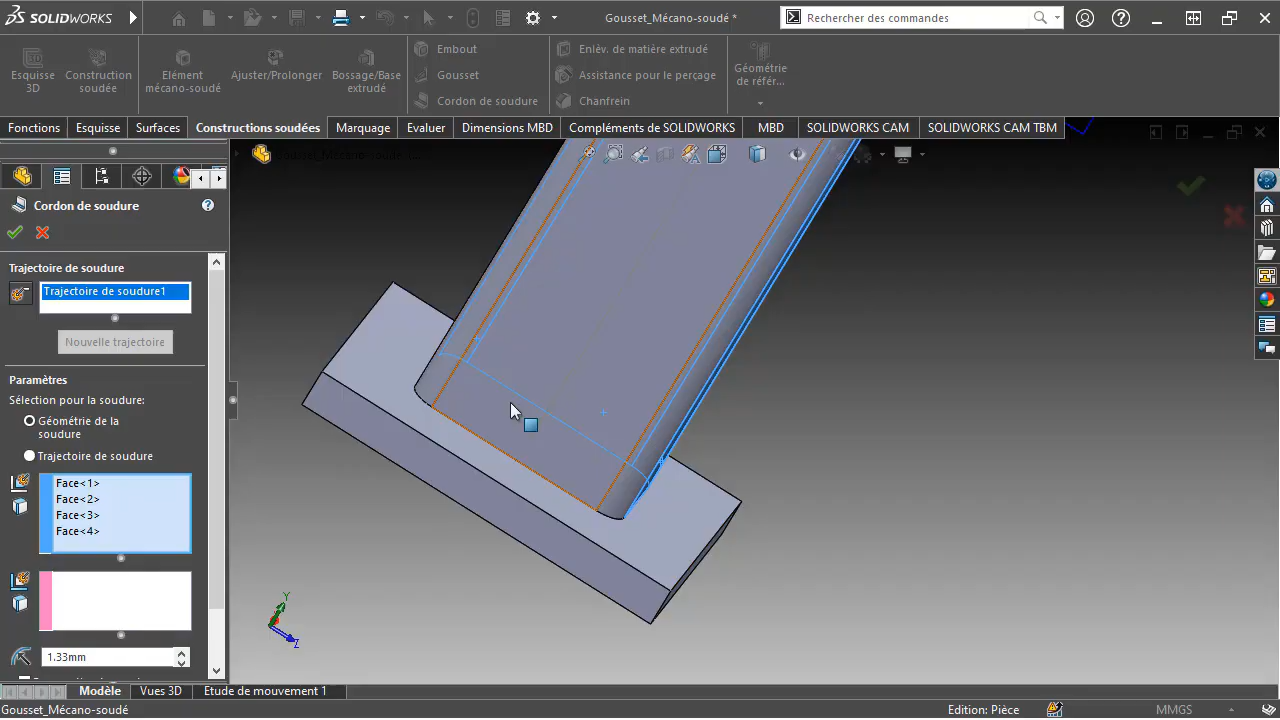 SOLIDWORKS
Gousset_Mécano-soudé *
Rechercher des commandes
Esquisse 3D
Construction soudée
Elément mécano-soudé
Ajuster/Prolonger
Bossage/Base extrudé
Embout
Gousset
Cordon de soudure
Enlèv. de matière extrudé
Assistance pour le perçage
Chanfrein
Géométrie de référ...
Fonctions
Esquisse
Surfaces
Constructions soudées
Marquage
Evaluer
Dimensions MBD
Compléments de SOLIDWORKS
MBD
SOLIDWORKS CAM
SOLIDWORKS CAM TBM
Gousset_Mécano-soudé
Cordon de soudure
Trajectoire de soudure
Trajectoire de soudure1
Nouvelle trajectoire
Paramètres
Sélection pour la soudure:
Géométrie de la
soudure
Trajectoire de soudure
Face<1>
Face<2>
Face<3>
Face<4>
1.33mm
Y
Z
Modèle
Vues 3D
Etude de mouvement 1
Gousset_Mécano-soudé
Edition: Pièce
MMGS